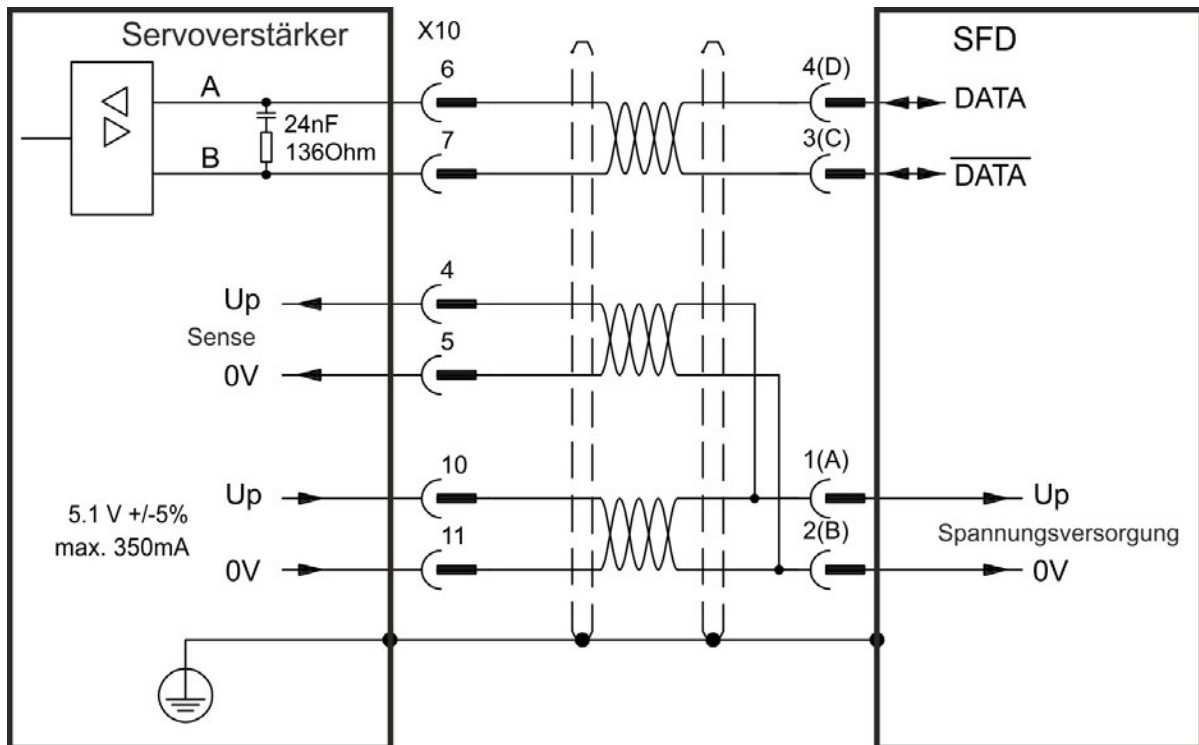 Servoverstärker
X10
SFD
A
6
4(D)
DATA
24nF
136Ohm
B
7
3(C)
DATA
Up
4
Sense
0V
5
5.1 V +/-5%
max. 350mA
Up
10
1(A)
Up
Spannungsversorgung
0V
11
2(B)
0V